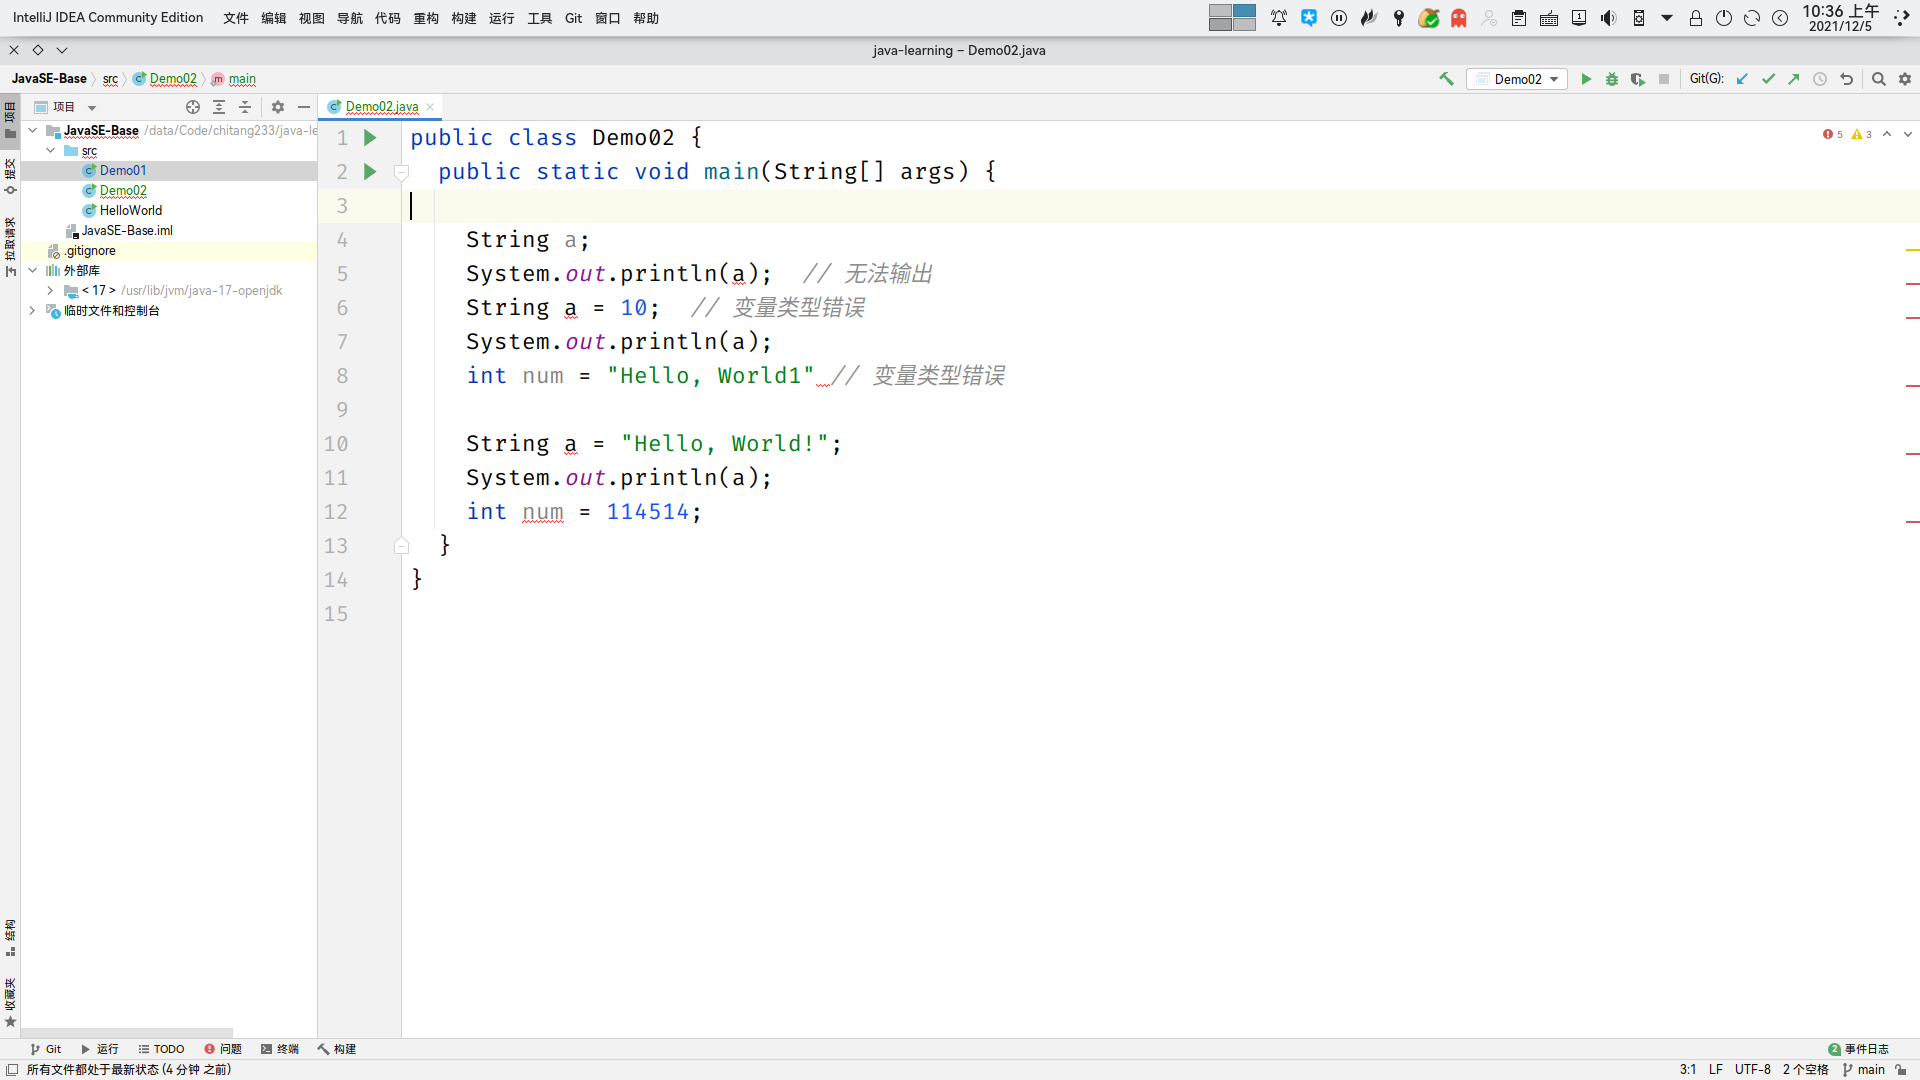 IntelliJ IDEA Community Edition 文件 编辑 视图 导航 代码 重构 构建 运行 工具 Git 窗口 帮助 10:36 上午
2021/12/5
java-learning – Demo02.java
JavaSE-Base src Demo02 main Demo02 Git(G):
项目 Demo02.java
JavaSE-Base /data/Code/chitang233/java-le
src
Demo01
Demo02
HelloWorld
JavaSE-Base.iml
.gitignore
外部库
< 17 > /usr/lib/jvm/java-17-openjdk
临时文件和控制台
项目
提交
拉取请求
结构
收藏夹
5 3
1 public class Demo02 {
2 public static void main(String[] args) {
3
4 String a;
5 System.out.println(a); // 无法输出
6 String a = 10; // 变量类型错误
7 System.out.println(a);
8 int num = "Hello, World1" // 变量类型错误
9
10 String a = "Hello, World!";
11 System.out.println(a);
12 int num = 114514;
13 }
14 }
15
Git 运行 TODO 问题 终端 构建 2 事件日志
所有文件都处于最新状态 (4 分钟 之前) 3:1 LF UTF-8 2 个空格 main